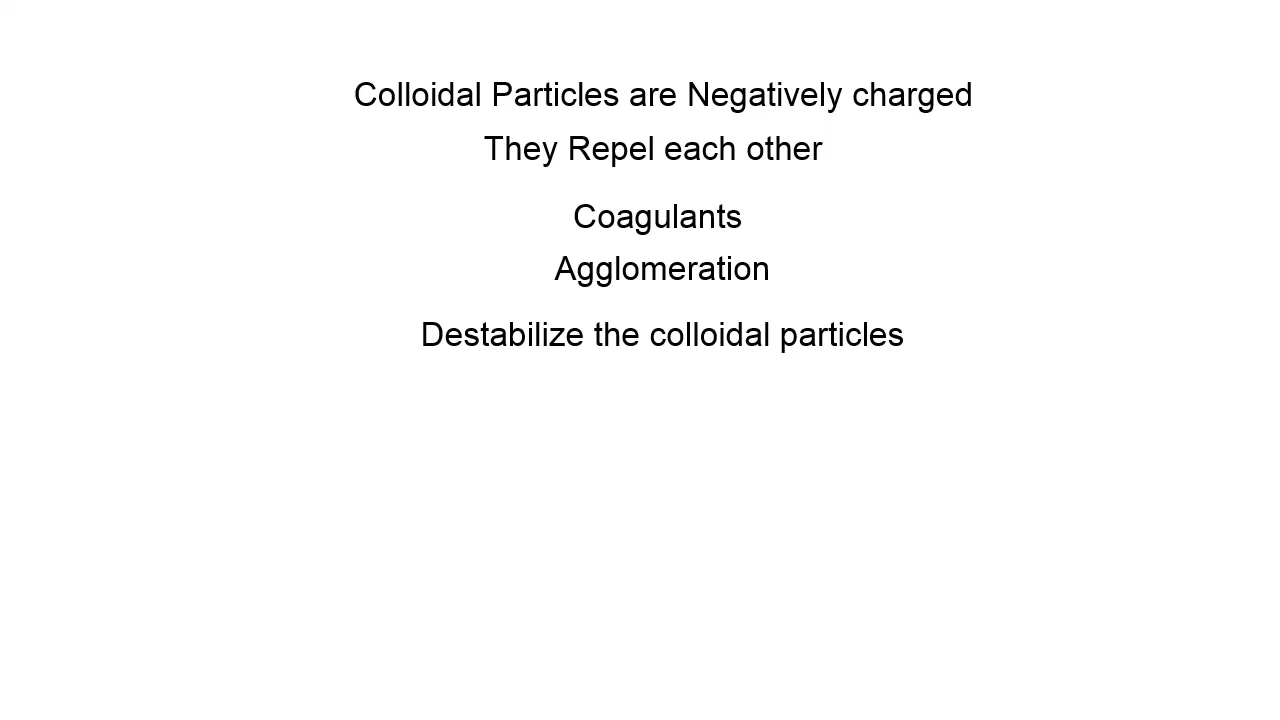 Colloidal Particles are Negatively charged
They Repel each other
Coagulants
Agglomeration
Destabilize the colloidal particles